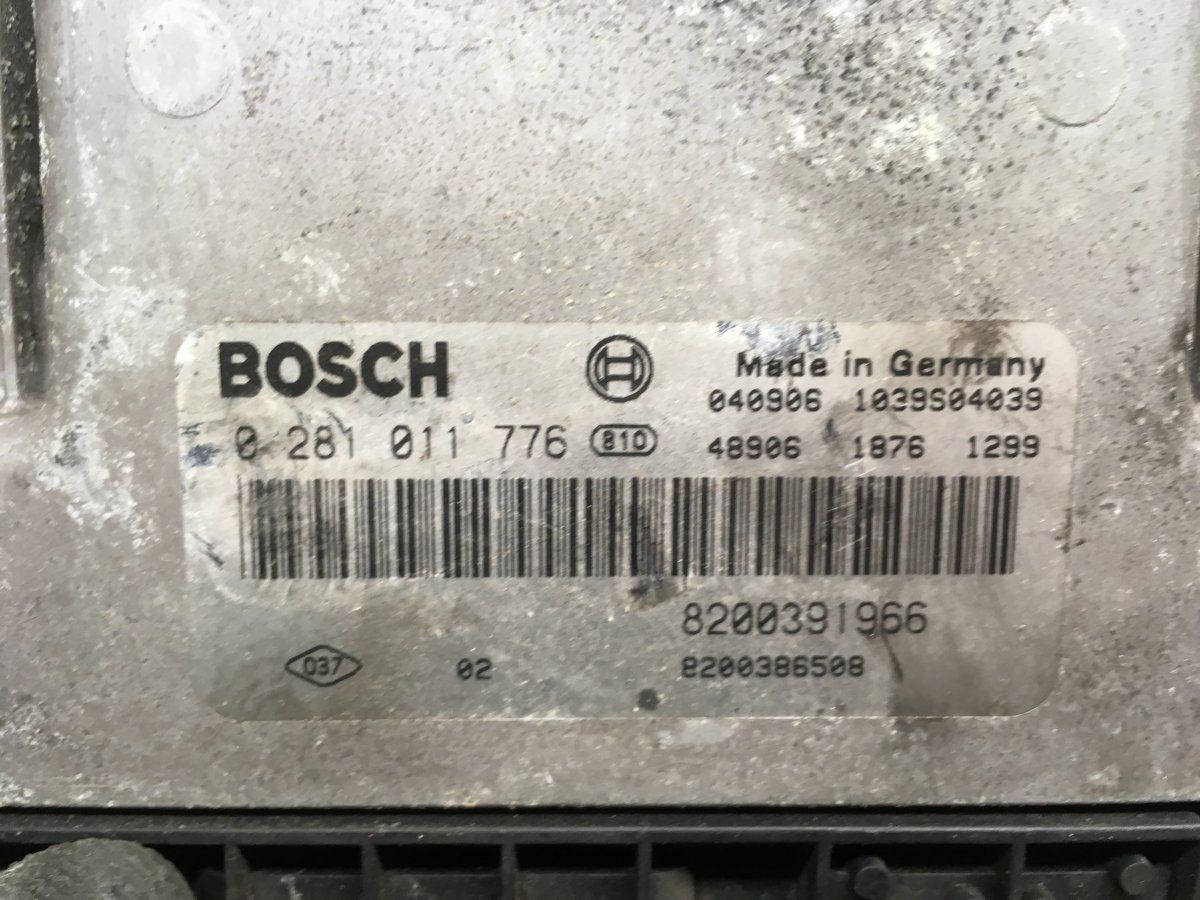 BOSCH
Made in Germany
040906 1039S04039
0 281 011 776 810
48906 1876 1299
8200391966
037 02 8200386508